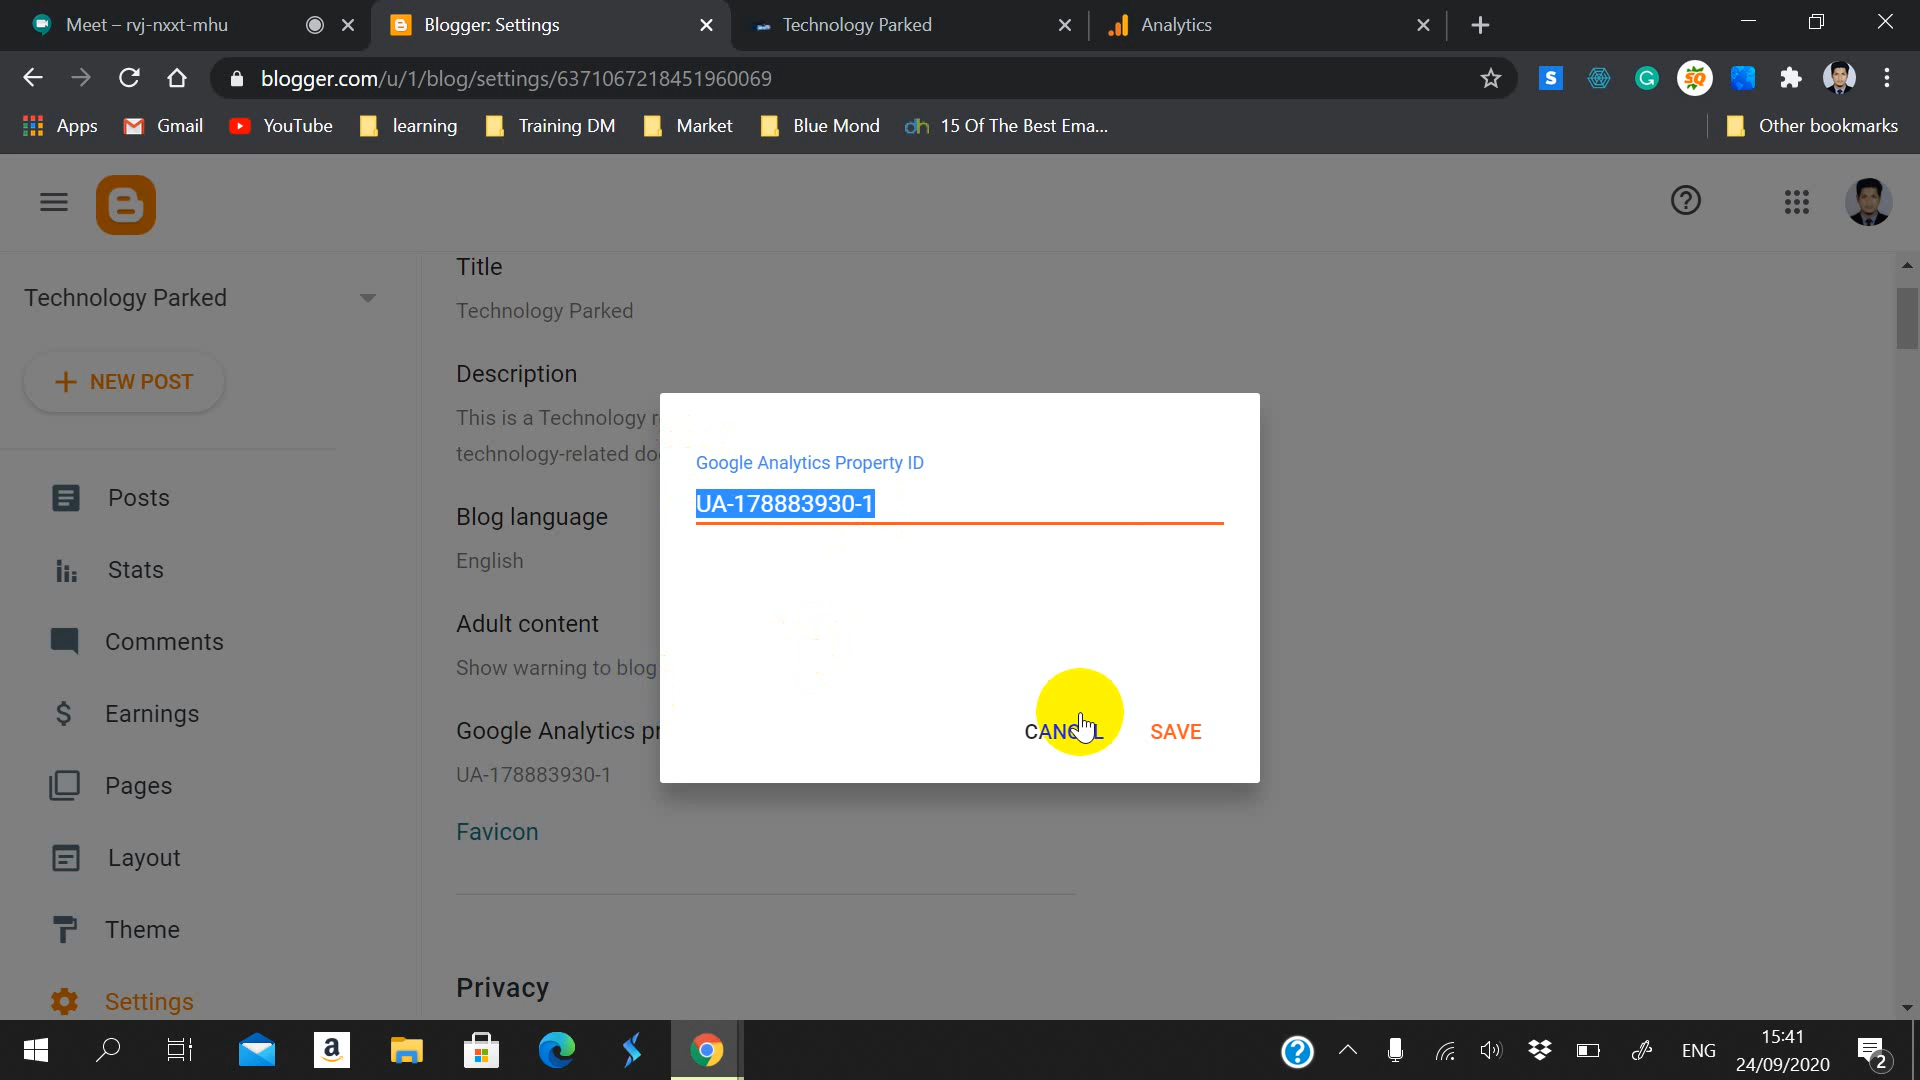 Meet – rvj-nxxt-mhu
Blogger: Settings
Technology Parked
Analytics
blogger.com/u/1/blog/settings/6371067218451960069
Apps
Gmail
YouTube
learning
Training DM
Market
Blue Mond
dh
15 Of The Best Ema...
Other bookmarks
Technology Parked
NEW POST
Posts
Stats
Comments
Earnings
Pages
Layout
Theme
Settings
Title
Technology Parked
Description
This is a Technology
technology-related
Blog language
English
Adult content
Show warning to blog
Google Analytics
UA-178883930-1
Favicon
Privacy
Google Analytics Property ID
UA-178883930-1
CANCEL
SAVE
ENG
15:41
24/09/2020
2